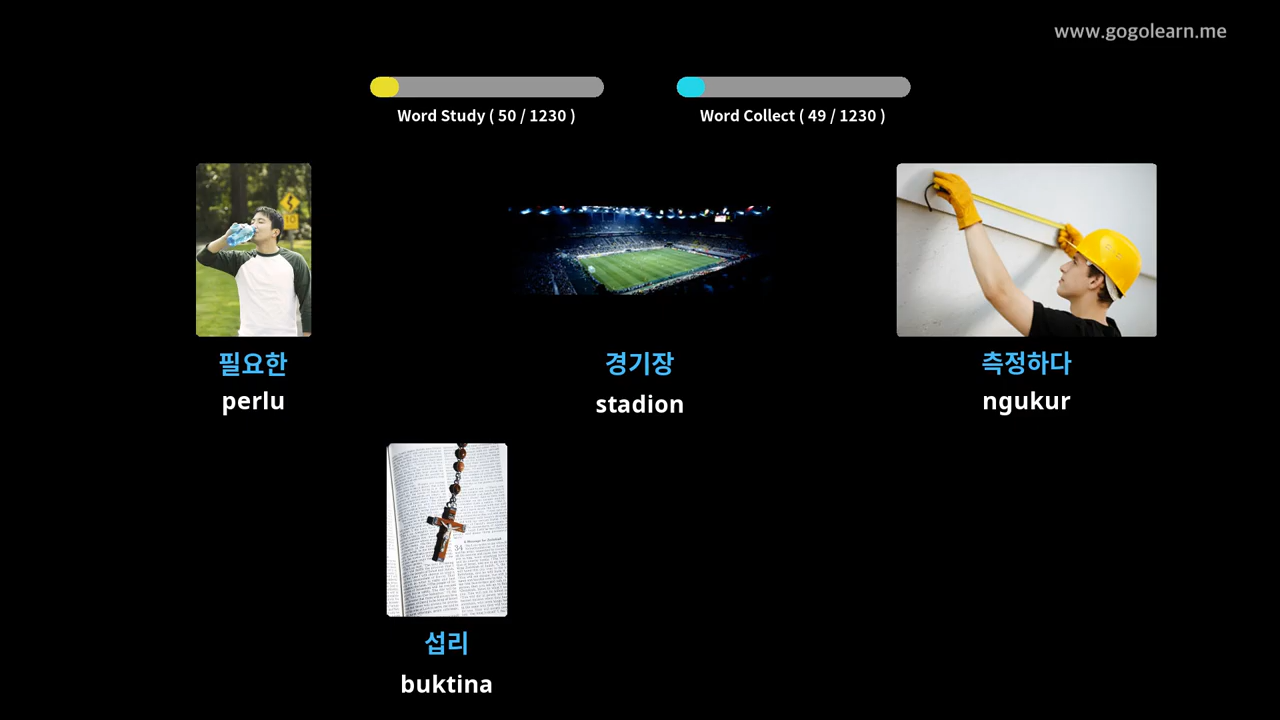 www.gogolearn.me
Word Study ( 50 / 1230 )
Word Collect ( 49 / 1230 )
필요한
perlu
경기장
stadion
측정하다
ngukur
34
섭리
buktina